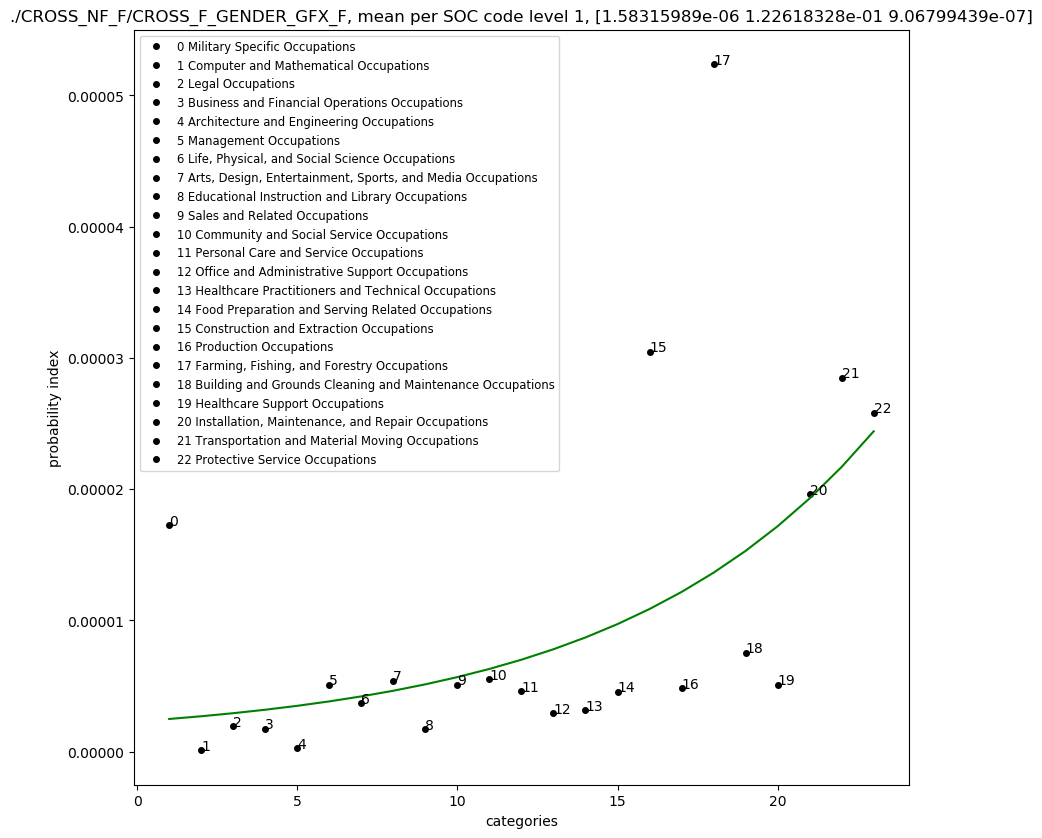 ./CROSS_NF_F/CROSS_F_GENDER_GFX_F, mean per SOC code level 1, [1.58315989e-06 1.22618328e-01 9.06799439e-07]
0 Military Specific Occupations
1 Computer and Mathematical Occupations
2 Legal Occupations
3 Business and Financial Operations Occupations
4 Architecture and Engineering Occupations
5 Management Occupations
6 Life, Physical, and Social Science Occupations
7 Arts, Design, Entertainment, Sports, and Media Occupations
8 Educational Instruction and Library Occupations
9 Sales and Related Occupations
10 Community and Social Service Occupations
11 Personal Care and Service Occupations
12 Office and Administrative Support Occupations
13 Healthcare Practitioners and Technical Occupations
14 Food Preparation and Serving Related Occupations
15 Construction and Extraction Occupations
16 Production Occupations
17 Farming, Fishing, and Forestry Occupations
18 Building and Grounds Cleaning and Maintenance Occupations
19 Healthcare Support Occupations
20 Installation, Maintenance, and Repair Occupations
21 Transportation and Material Moving Occupations
22 Protective Service Occupations
probability index
0.00005
0.00004
0.00003
0.00002
0.00001
0.00000
0
1
2
3
4
5
6
7
8
9
10
11
12
13
14
15
16
17
18
19
20
21
22
0
5
10
15
20
categories